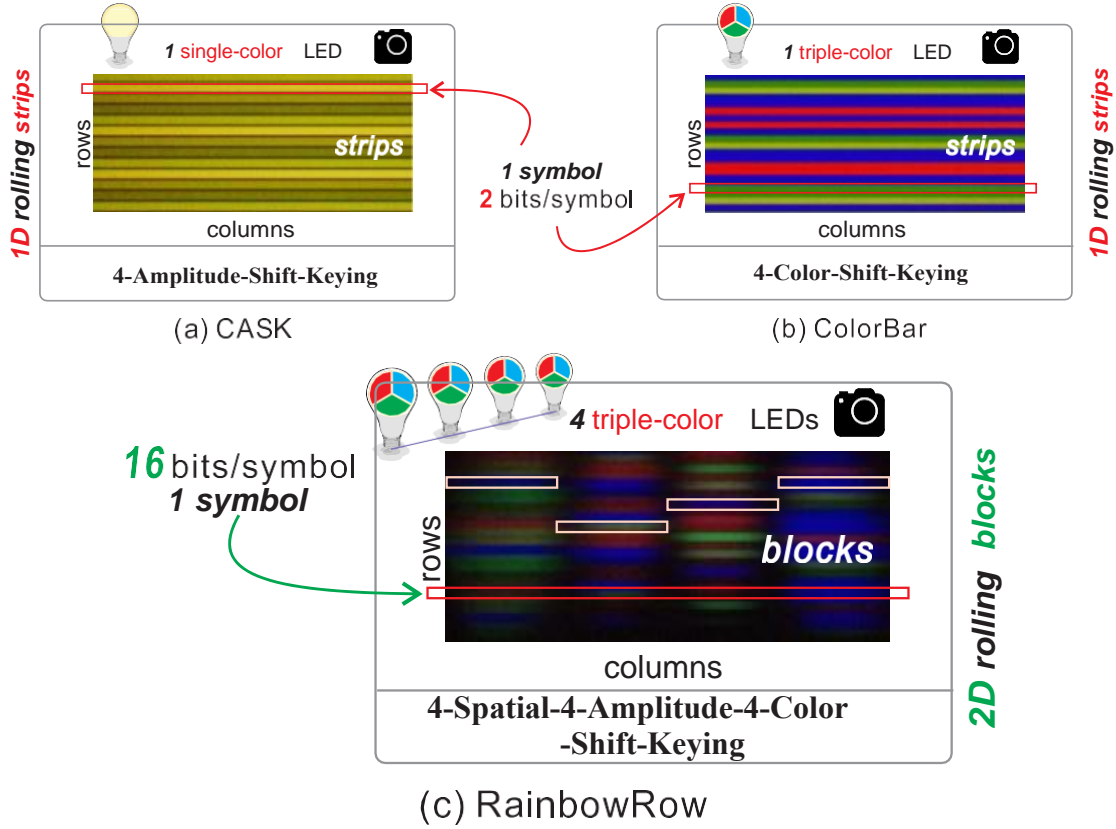 1 single-color LED
1D rolling strips
rows
strips
columns
4-Amplitude-Shift-Keying
(a) CASK
1 symbol
2 bits/symbol
1 triple-color LED
rows
strips
columns
4-Color-Shift-Keying
1D rolling strips
(b) ColorBar
4 triple-color LEDs
16 bits/symbol
1 symbol
rows
blocks
columns
2D rolling blocks
4-Spatial-4-Amplitude-4-Color
-Shift-Keying
(c) RainbowRow